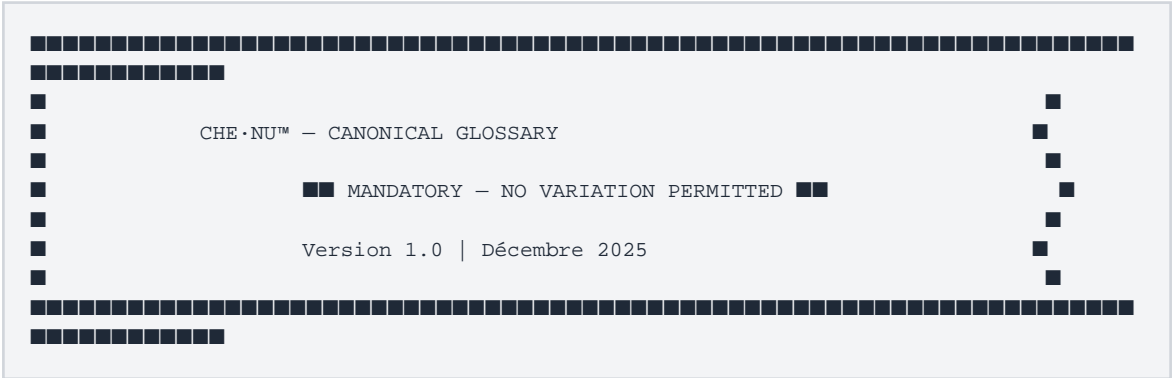 CHE·NU™ — CANONICAL GLOSSARY
■■ MANDATORY — NO VARIATION PERMITTED ■■
Version 1.0 | Décembre 2025